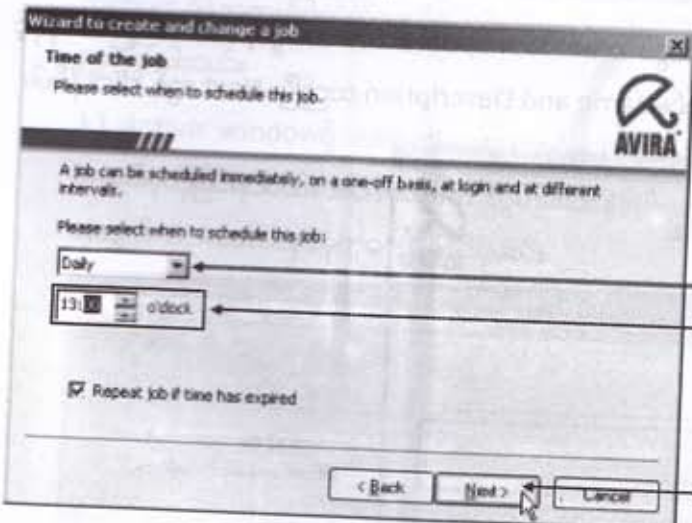 Wizard to create and change a job
Time of the job
Please select when to schedule this job.
AVIRA
A job can be scheduled immediately, on a one-off basis, at login and at different
intervals.
Please select when to schedule this job:
Daily
13:00 o'clock
Repeat job if time has expired
< Back Next > Cancel